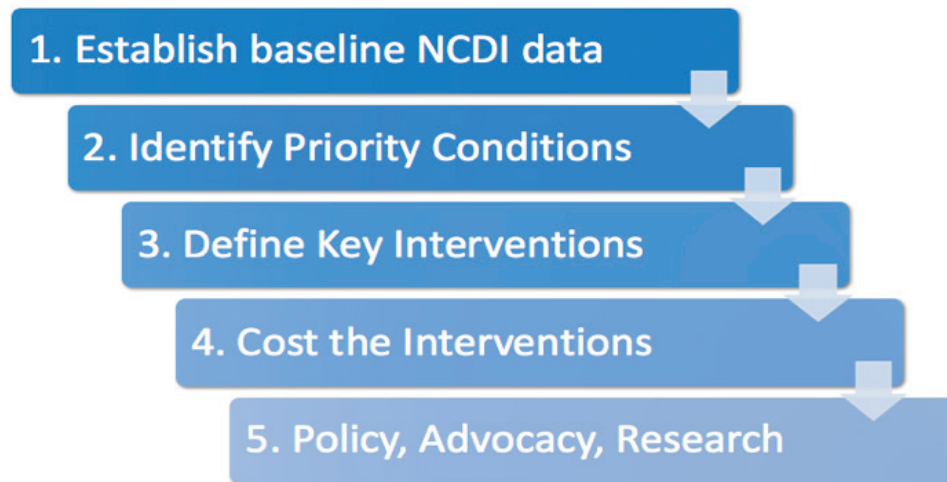 1. Establish baseline NCDI data
2. Identify Priority Conditions
3. Define Key Interventions
4. Cost the Interventions
5. Policy, Advocacy, Research